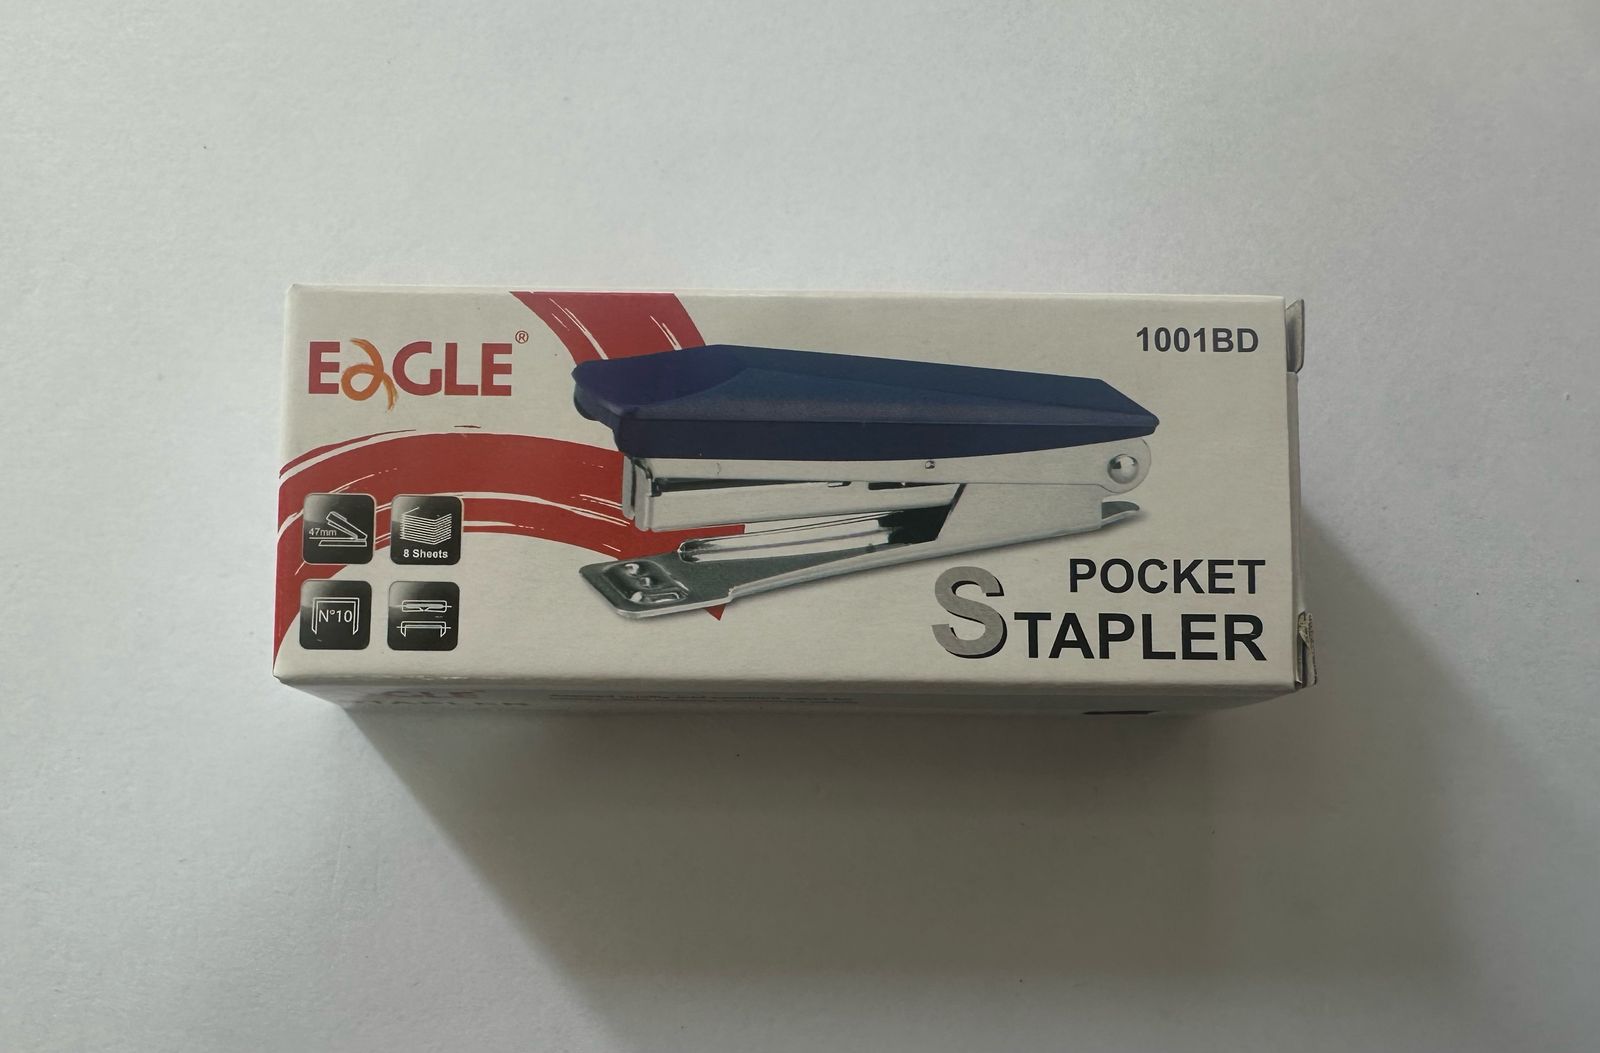 EAGLE®
1001BD
47mm
8 Sheets
N°10
POCKET
STAPLER